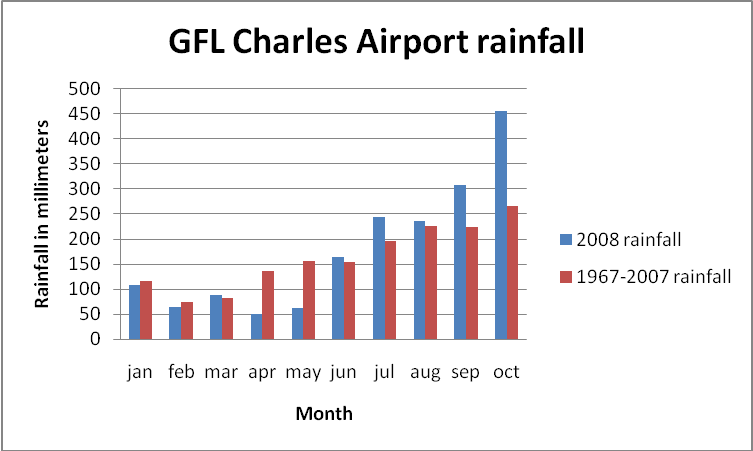 GFL Charles Airport rainfall
Rainfall in millimeters
500
450
400
350
300
250
200
150
100
50
0
jan feb mar apr may jun jul aug sep oct
Month
2008 rainfall
1967-2007 rainfall